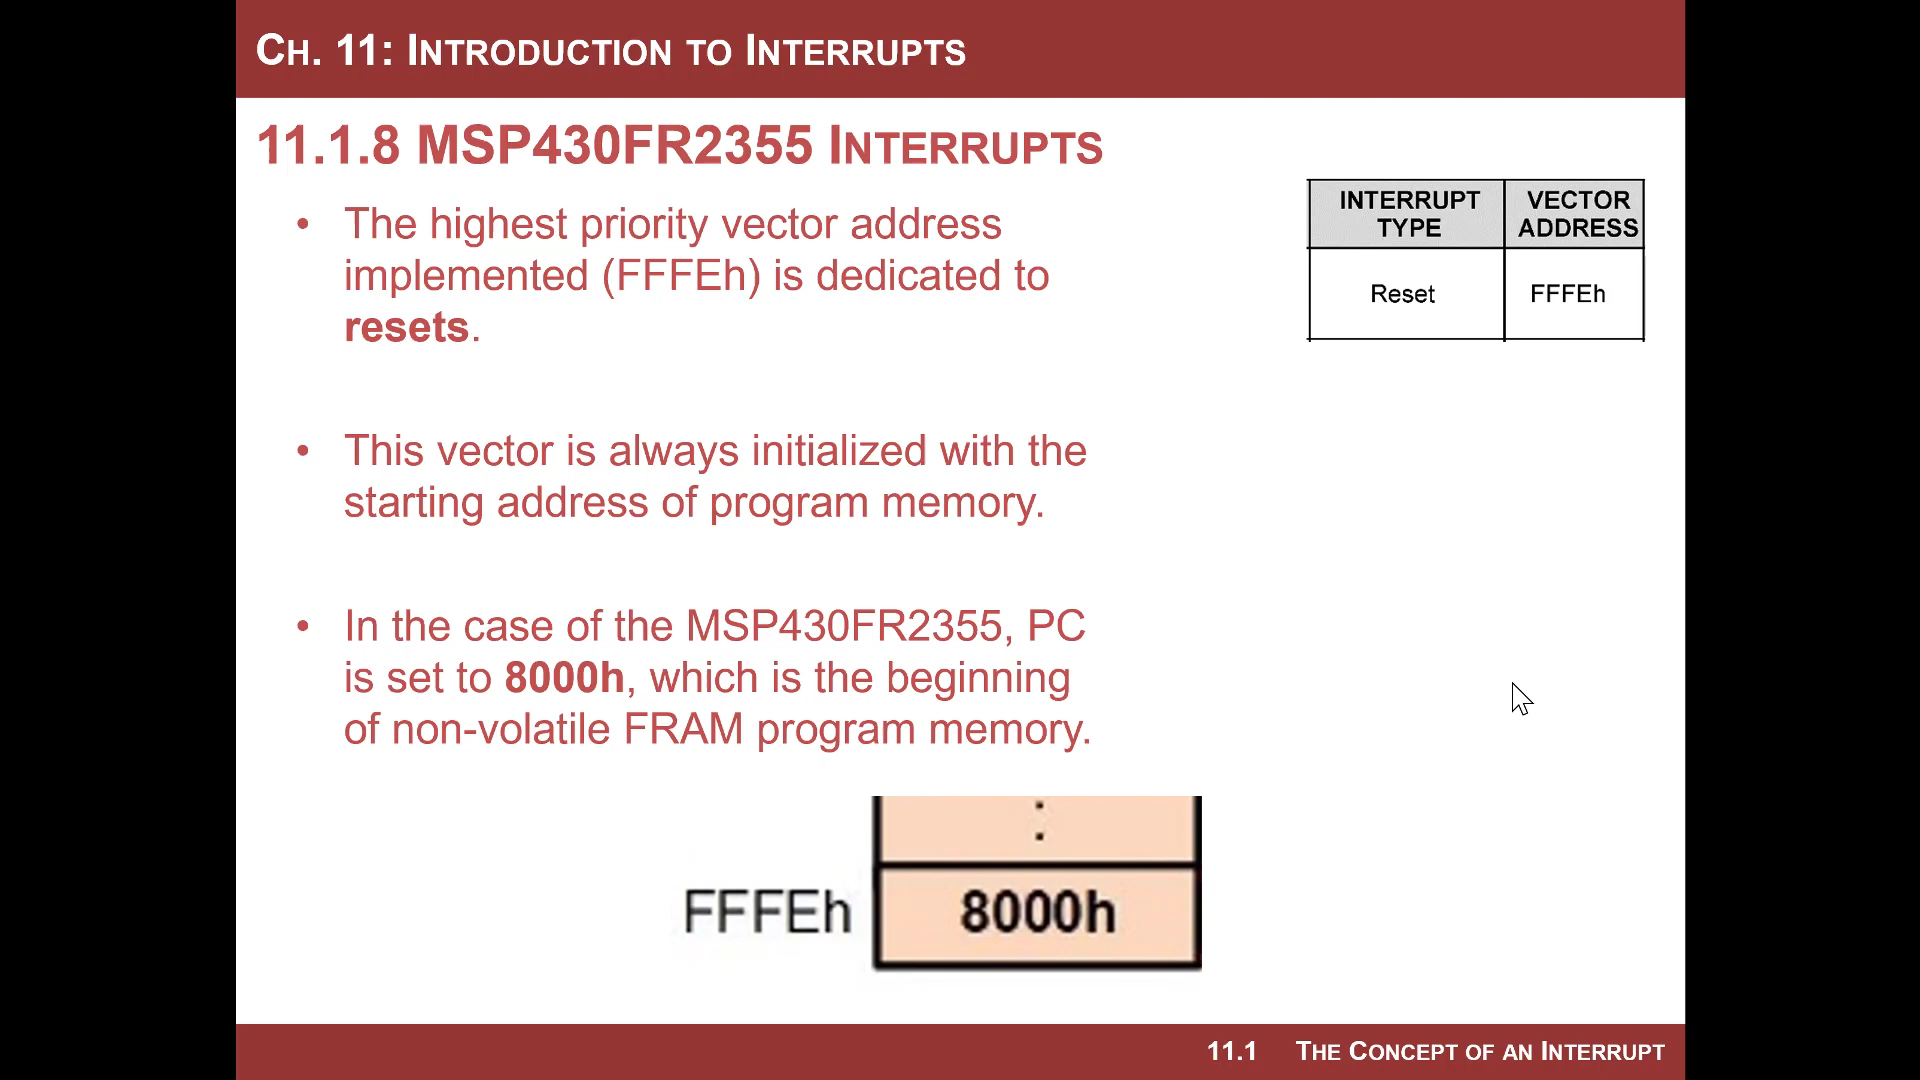 CH. 11: INTRODUCTION TO INTERRUPTS
11.1.8 MSP430FR2355 INTERRUPTS
• The highest priority vector address
implemented (FFFEh) is dedicated to
resets.
INTERRUPT TYPE VECTOR ADDRESS
Reset FFFEh
• This vector is always initialized with the
starting address of program memory.
• In the case of the MSP430FR2355, PC
is set to 8000h, which is the beginning
of non-volatile FRAM program memory.
:
FFFEh 8000h
11.1 THE CONCEPT OF AN INTERRUPT